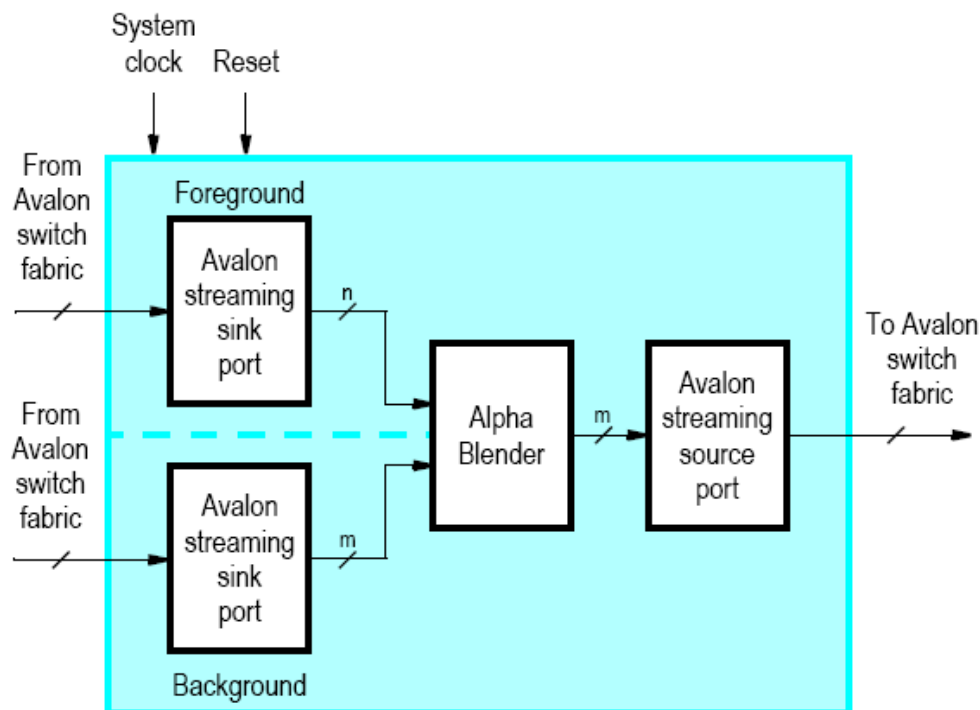 System
clock
Reset
From
Avalon
switch
fabric
Foreground
Avalon
streaming
sink
port
n
From
Avalon
switch
fabric
Avalon
streaming
sink
port
m
Background
Alpha
Blender
m
Avalon
streaming
source
port
To Avalon
switch
fabric